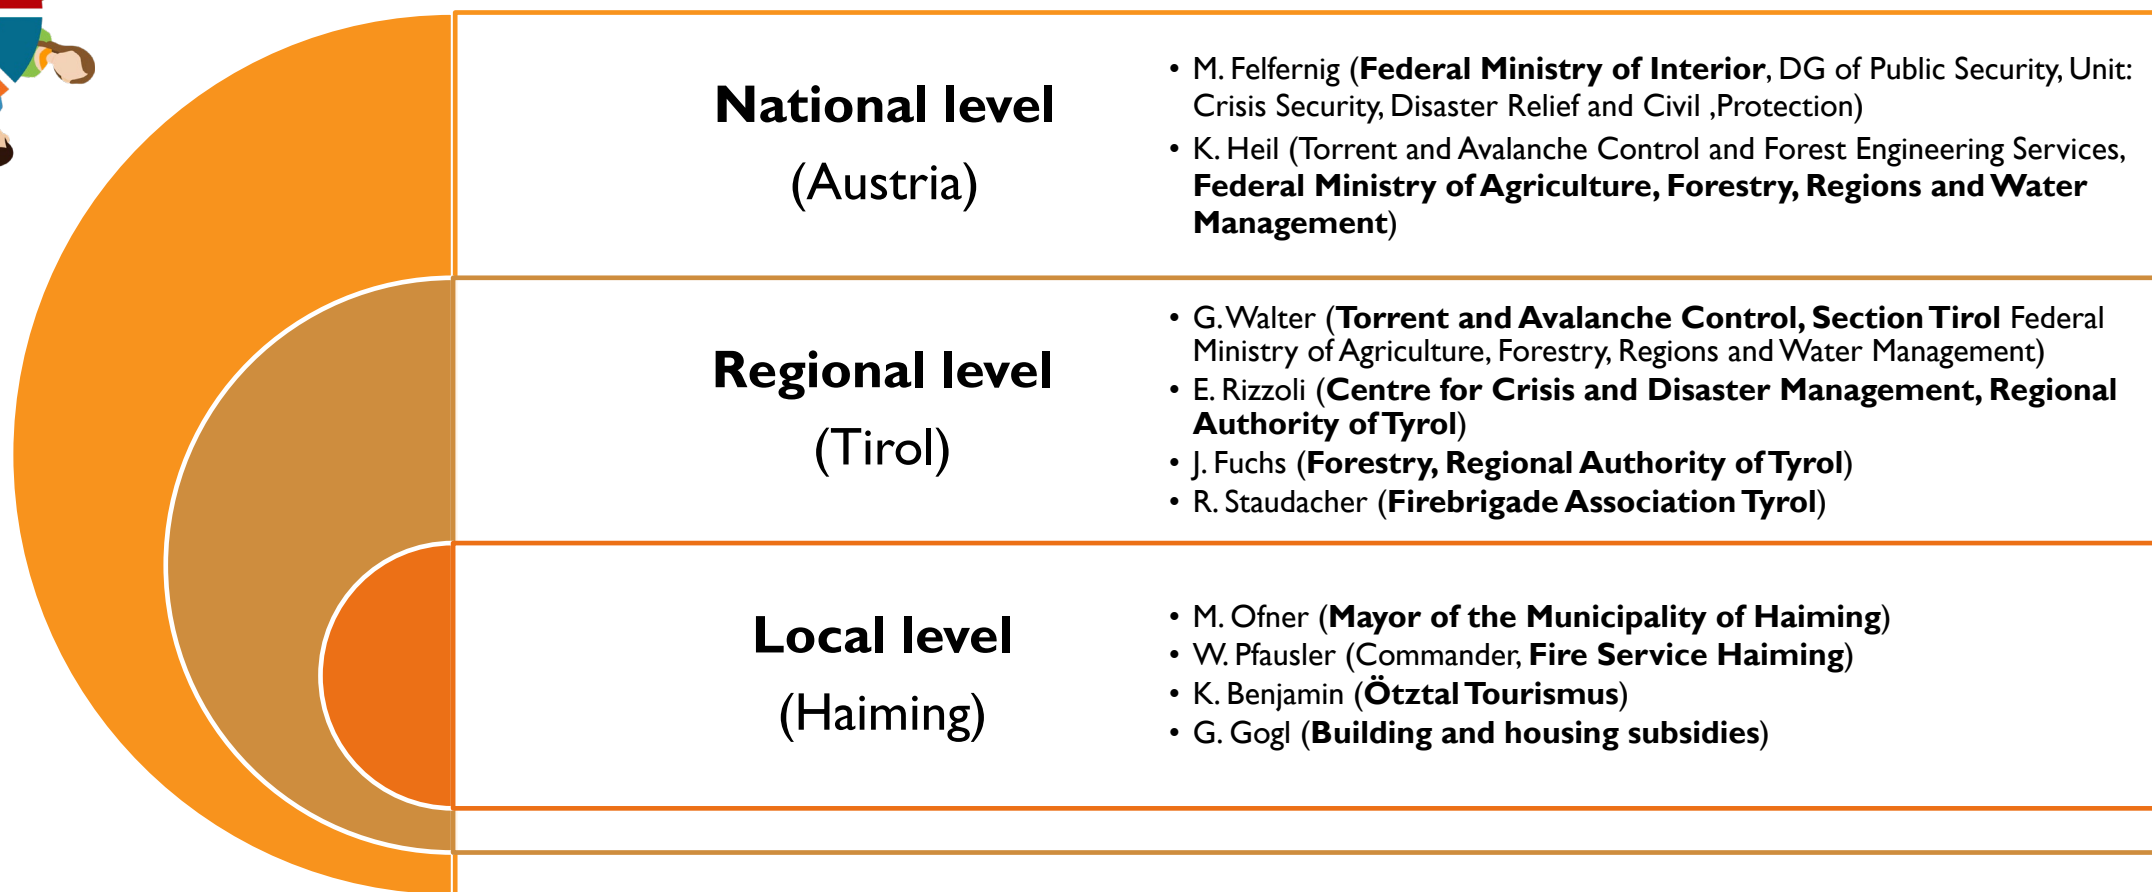 National level
(Austria)
• M. Felfernig (Federal Ministry of Interior, DG of Public Security, Unit:
Crisis Security, Disaster Relief and Civil ,Protection)
• K. Heil (Torrent and Avalanche Control and Forest Engineering Services,
Federal Ministry of Agriculture, Forestry, Regions and Water
Management)
Regional level
(Tirol)
• G. Walter (Torrent and Avalanche Control, Section Tirol Federal
Ministry of Agriculture, Forestry, Regions and Water Management)
• E. Rizzoli (Centre for Crisis and Disaster Management, Regional
Authority of Tyrol)
• J. Fuchs (Forestry, Regional Authority of Tyrol)
• R. Staudacher (Firebrigade Association Tyrol)
Local level
(Haiming)
• M. Ofner (Mayor of the Municipality of Haiming)
• W. Pfausler (Commander, Fire Service Haiming)
• K. Benjamin (Ötztal Tourismus)
• G. Gogl (Building and housing subsidies)